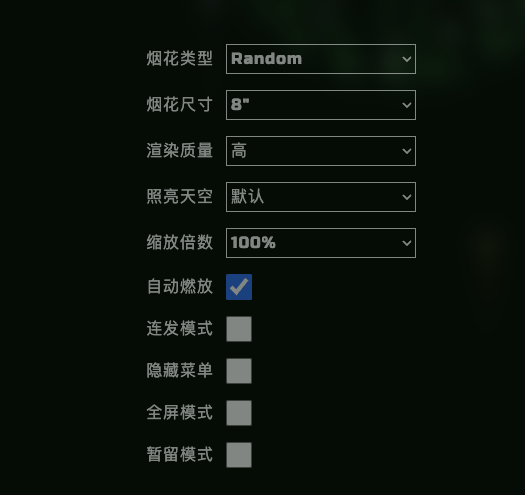 烟花类型 Random
烟花尺寸 8"
渲染质量 高
照亮天空 默认
缩放倍数 100%
自动燃放
连发模式
隐藏菜单
全屏模式
暂留模式